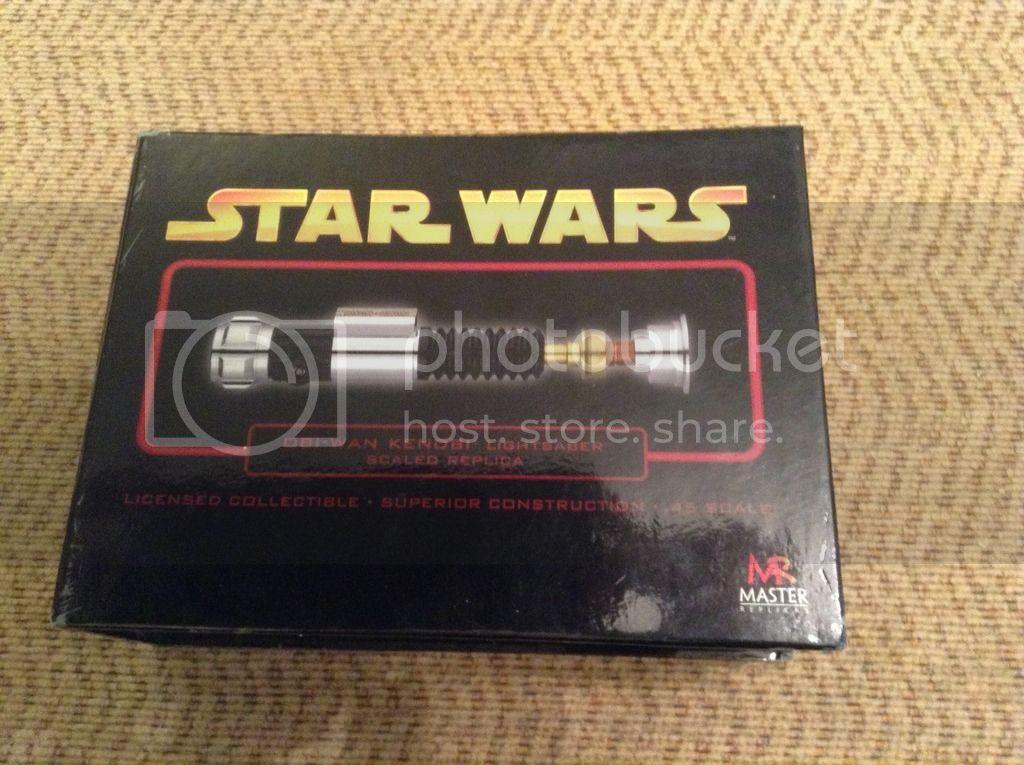 STAR WARS
TM
photobucket
host. store. share.
OBI-WAN KENOBI LIGHTSABER
SCALED REPLICA
LICENSED COLLECTIBLE · SUPERIOR CONSTRUCTION · .45 SCALE
MR
MASTER
REPLICAS